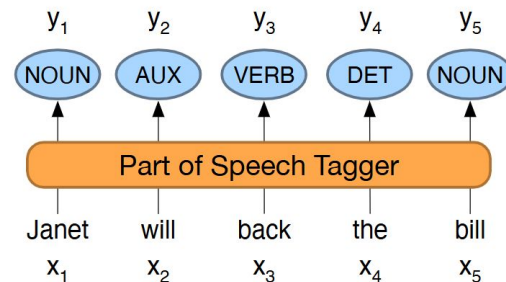 y1 y2 y3 y4 y5
NOUN AUX VERB DET NOUN
Part of Speech Tagger
Janet will back the bill
x1 x2 x3 x4 x5